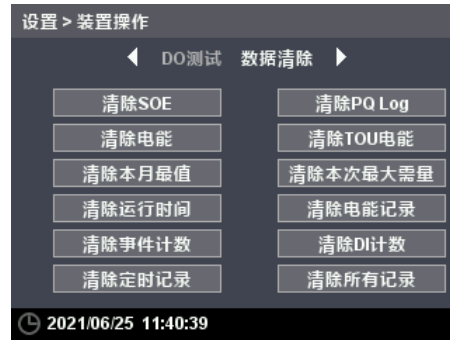 设置 > 装置操作
DO测试 数据清除
清除SOE 清除PQ Log
清除电能 清除TOU电能
清除本月最值 清除本次最大需量
清除运行时间 清除电能记录
清除事件计数 清除DI计数
清除定时记录 清除所有记录
2021/06/25 11:40:39